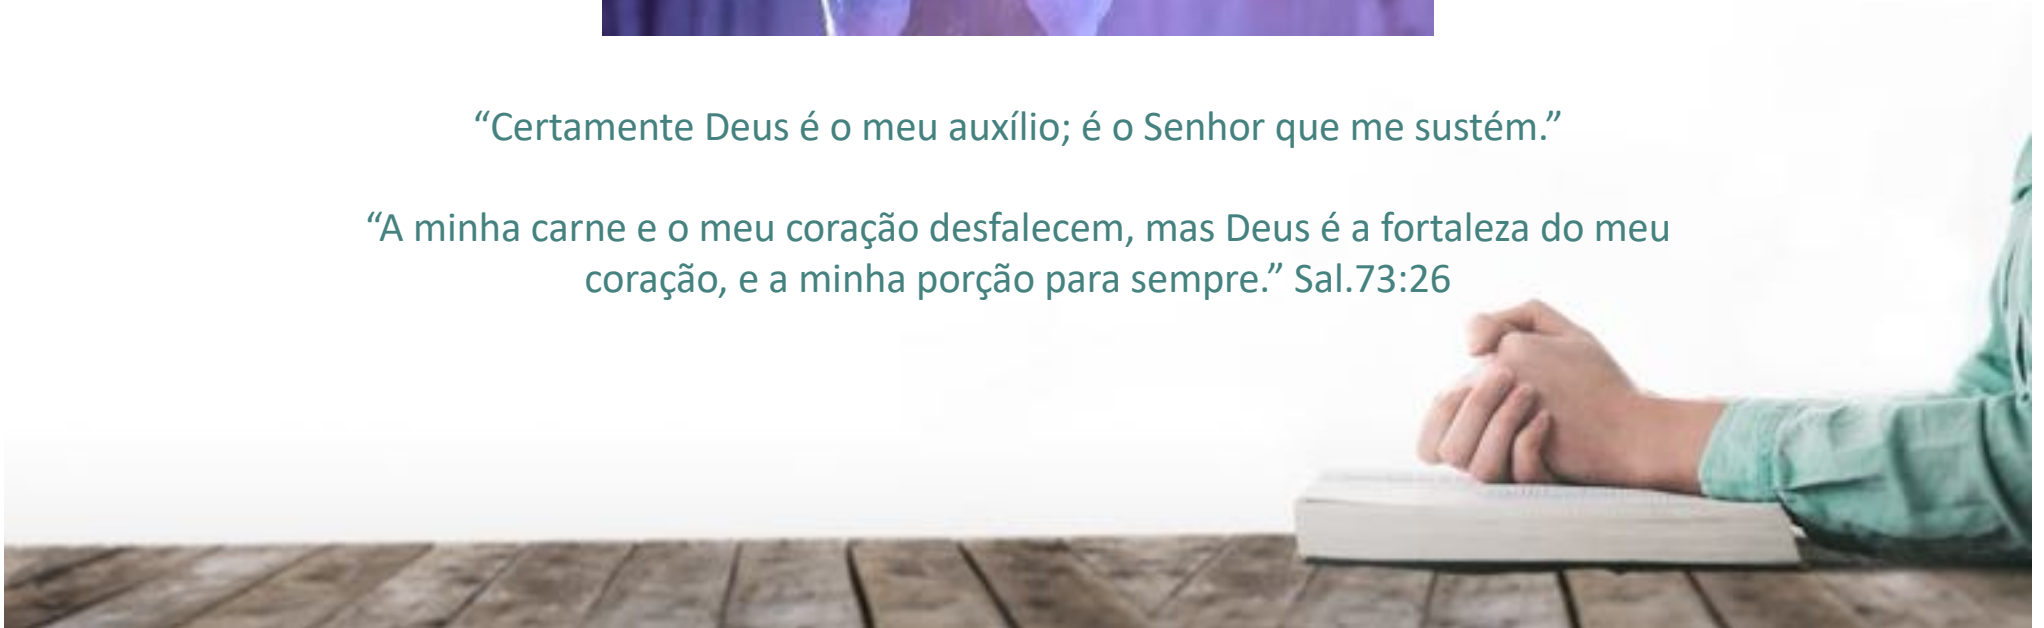 “Certamente Deus é o meu auxílio; é o Senhor que me sustém.”
“A minha carne e o meu coração desfalecem, mas Deus é a fortaleza do meu
coração, e a minha porção para sempre.” Sal.73:26